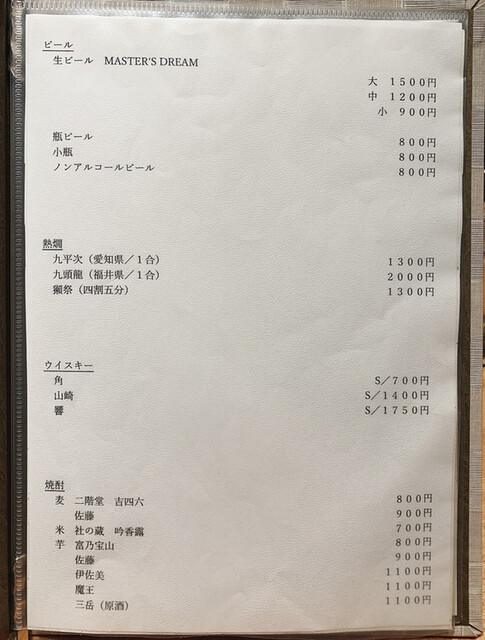 ビール
生ビール　MASTER'S DREAM
大　1500円
中　1200円
小　900円
瓶ビール　800円
小瓶　800円
ノンアルコールビール　800円
熱燗
九平次（愛知県／1合）　1300円
九頭龍（福井県／1合）　2000円
獺祭（四割五分）　1300円
ウイスキー
角　S／700円
山崎　S／1400円
響　S／1750円
焼酎
麦　二階堂　吉四六　800円
佐藤　900円
米　社の蔵　吟香露　700円
芋　富乃宝山　800円
佐藤　900円
伊佐美　1100円
魔王　1100円
三岳（原酒）　1100円